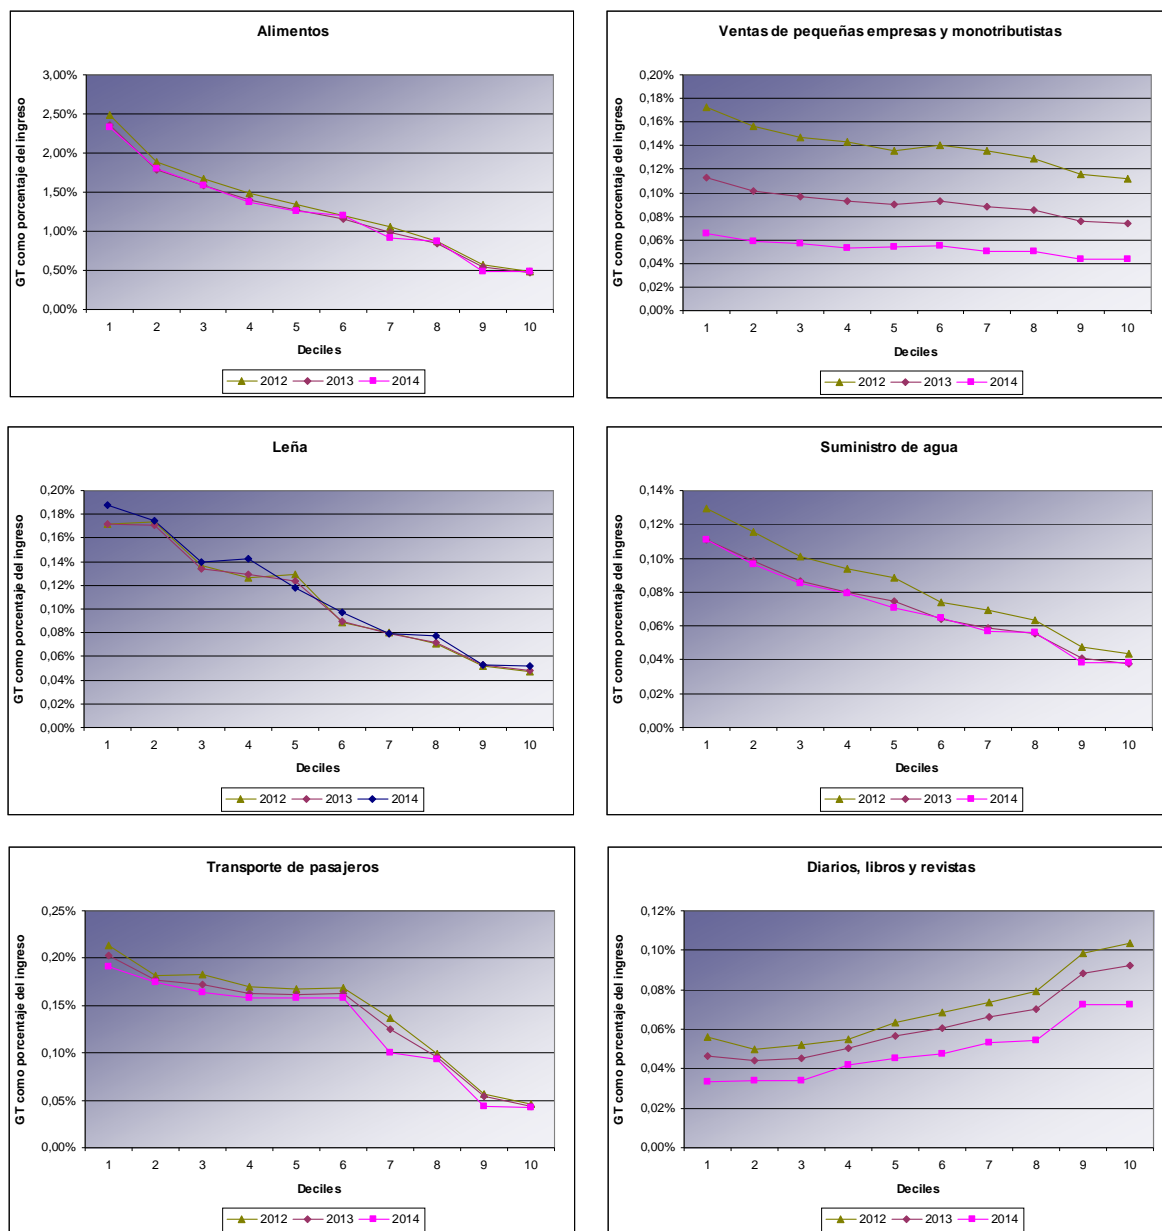 Alimentos
GT como porcentaje del ingreso
3,00%
2,50%
2,00%
1,50%
1,00%
0,50%
0,00%
1 2 3 4 5 6 7 8 9 10
Deciles
2012 2013 2014
Ventas de pequeñas empresas y monotributistas
GT como porcentaje del ingreso
0,20%
0,18%
0,16%
0,14%
0,12%
0,10%
0,08%
0,06%
0,04%
0,02%
0,00%
1 2 3 4 5 6 7 8 9 10
Deciles
2012 2013 2014
Leña
GT como porcentaje del ingreso
0,20%
0,18%
0,16%
0,14%
0,12%
0,10%
0,08%
0,06%
0,04%
0,02%
0,00%
1 2 3 4 5 6 7 8 9 10
Deciles
2012 2013 2014
Suministro de agua
GT como porcentaje del ingreso
0,14%
0,12%
0,10%
0,08%
0,06%
0,04%
0,02%
0,00%
1 2 3 4 5 6 7 8 9 10
Deciles
2012 2013 2014
Transporte de pasajeros
GT como porcentaje del ingreso
0,25%
0,20%
0,15%
0,10%
0,05%
0,00%
1 2 3 4 5 6 7 8 9 10
Deciles
2012 2013 2014
Diarios, libros y revistas
GT como porcentaje del ingreso
0,12%
0,10%
0,08%
0,06%
0,04%
0,02%
0,00%
1 2 3 4 5 6 7 8 9 10
Deciles
2012 2013 2014